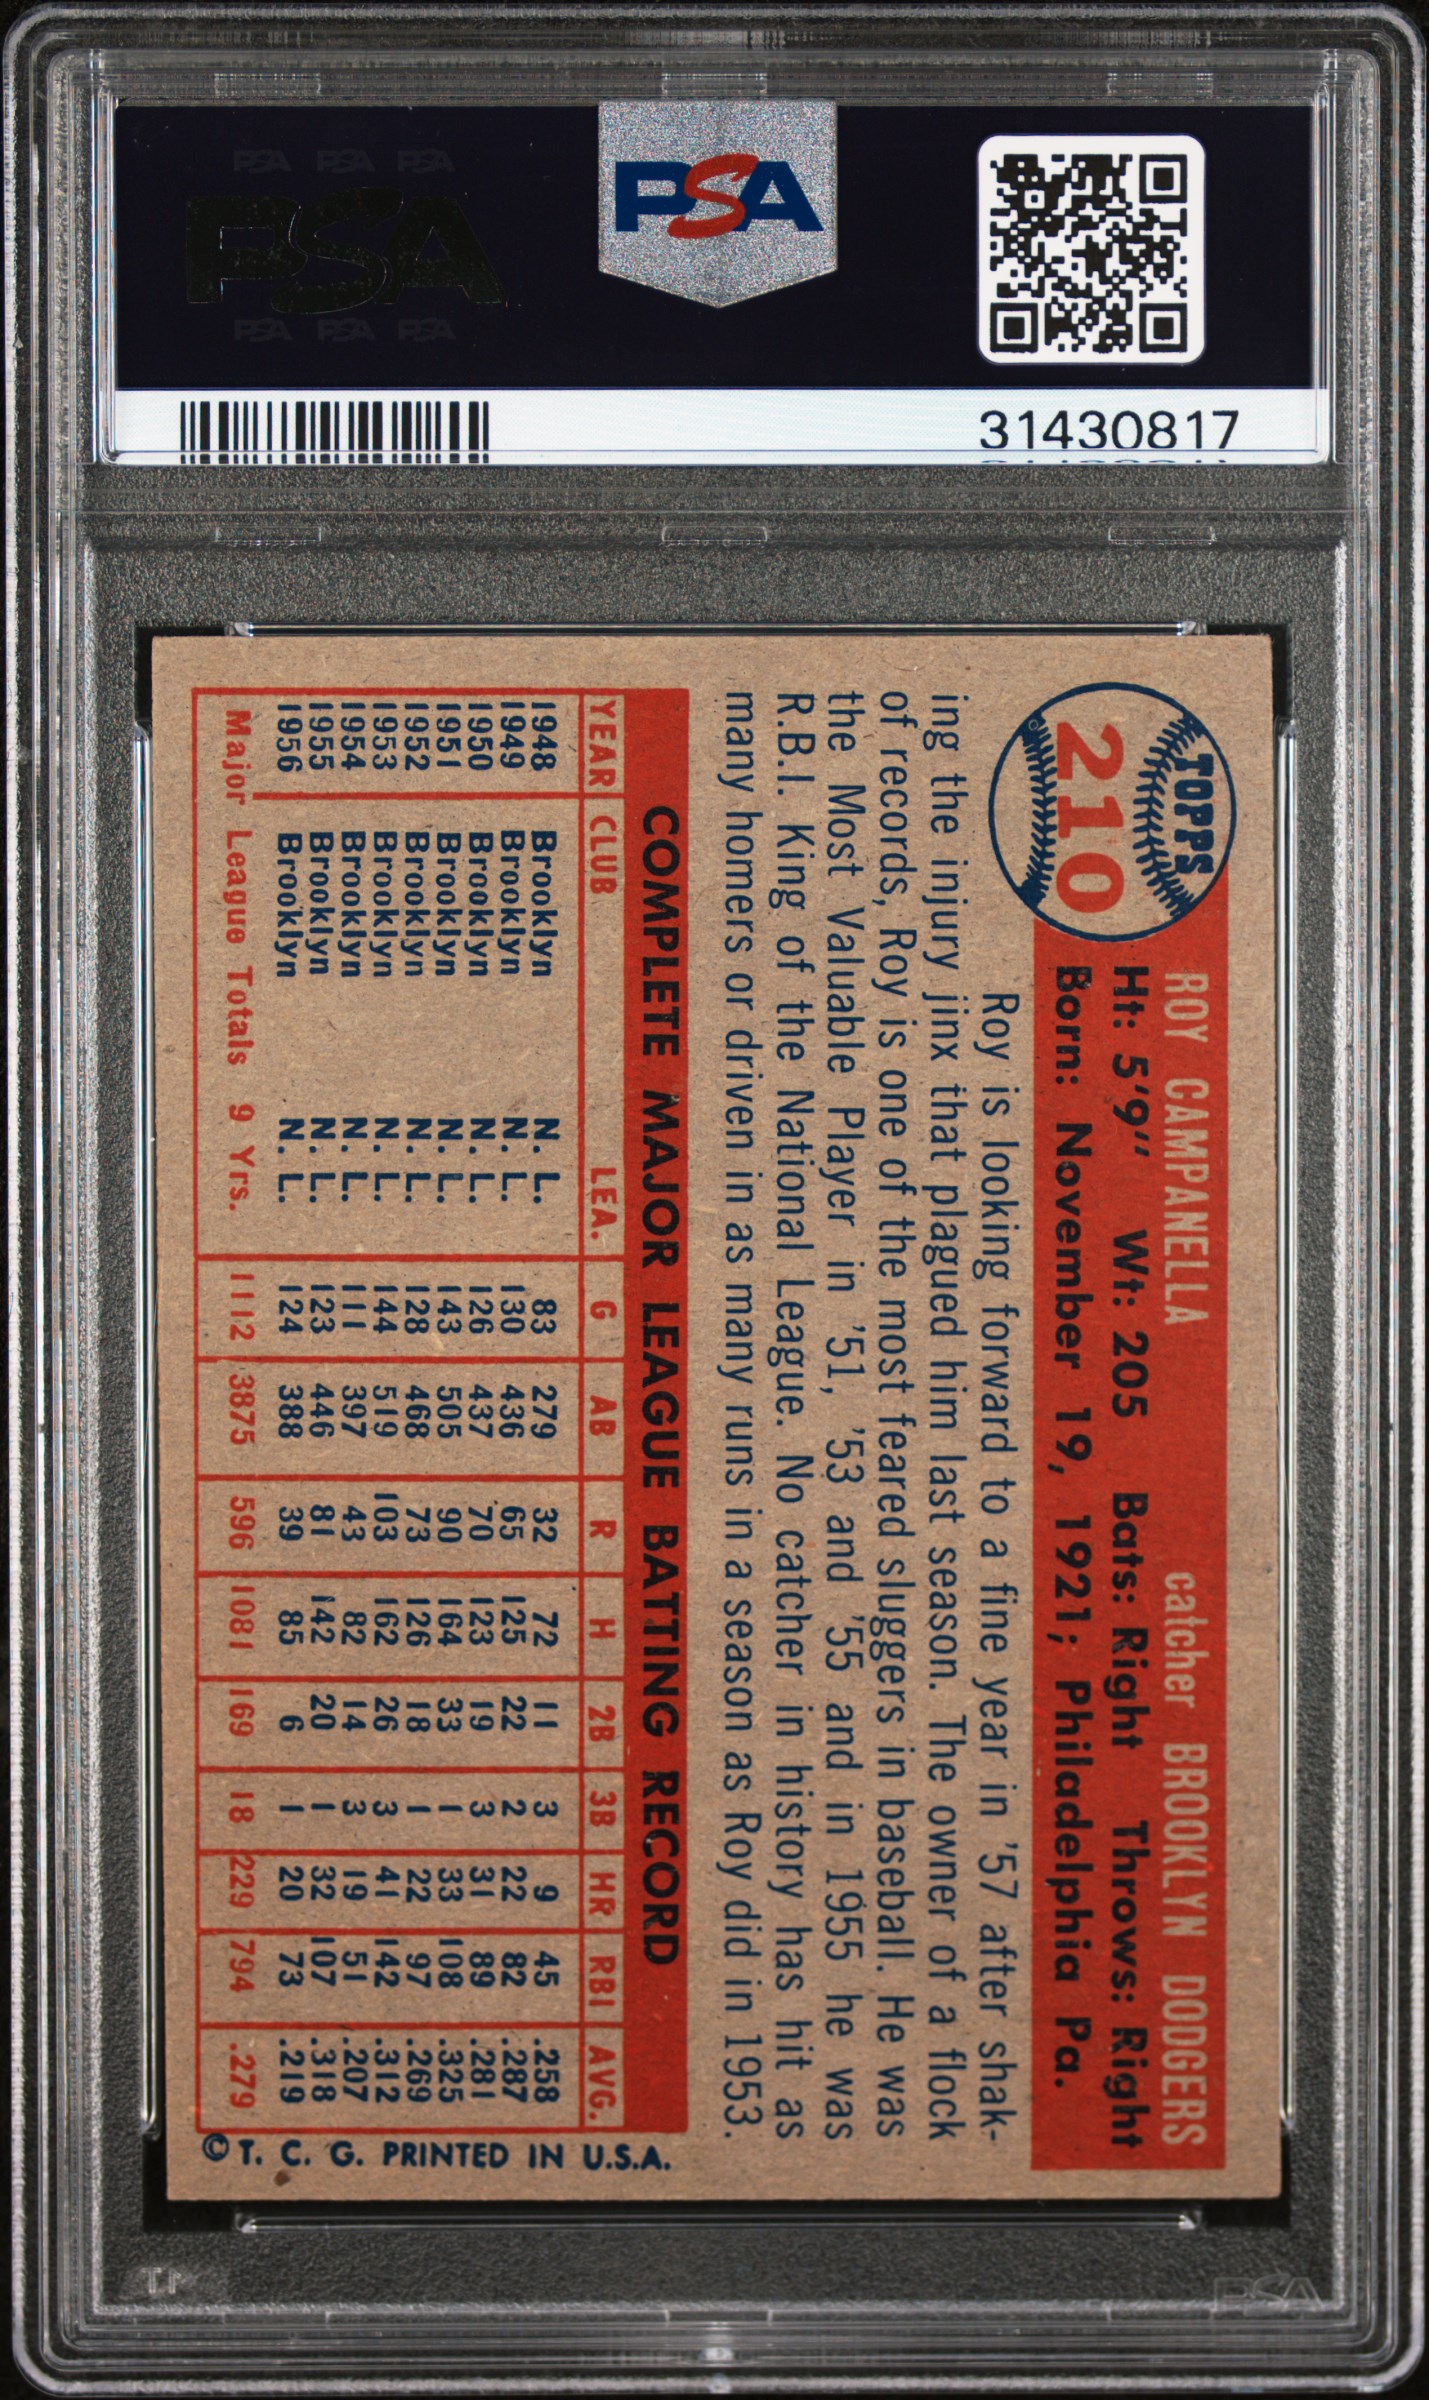 PSA PSA PSA
PSA
PSA PSA PSA
PSA
31430817
TOPPS
210
ROY CAMPANELLA catcher BROOKLYN DODGERS
Ht: 5'9" Wt: 205 Bats: Right Throws: Right
Born: November 19, 1921; Philadelphia Pa.
Roy is looking forward to a fine year in '57 after shak-
ing the injury jinx that plagued him last season. The owner of a flock
of records, Roy is one of the most feared sluggers in baseball. He was
the Most Valuable Player in '51, '53 and '55 and in 1955 he was
R.B.I. King of the National League. No catcher in history has hit as
many homers or driven in as many runs in a season as Roy did in 1953.
COMPLETE MAJOR LEAGUE BATTING RECORD
YEAR CLUB LEA. G AB R H 2B 3B HR RBI AVG.
1948 Brooklyn N. L. 83 279 32 72 11 3 9 45 .258
1949 Brooklyn N. L. 130 436 65 125 22 2 22 82 .287
1950 Brooklyn N. L. 126 437 70 123 19 3 31 89 .281
1951 Brooklyn N. L. 143 505 90 164 33 1 33 108 .325
1952 Brooklyn N. L. 128 468 73 126 18 1 22 97 .269
1953 Brooklyn N. L. 144 519 103 162 26 3 41 142 .312
1954 Brooklyn N. L. 111 397 43 82 14 3 19 51 .207
1955 Brooklyn N. L. 123 446 81 142 20 1 32 107 .318
1956 Brooklyn N. L. 124 388 39 85 6 1 20 73 .219
Major League Totals 9 Yrs. 1112 3875 596 1081 169 18 229 794 .279
© T. C. G. PRINTED IN U.S.A.
PSA